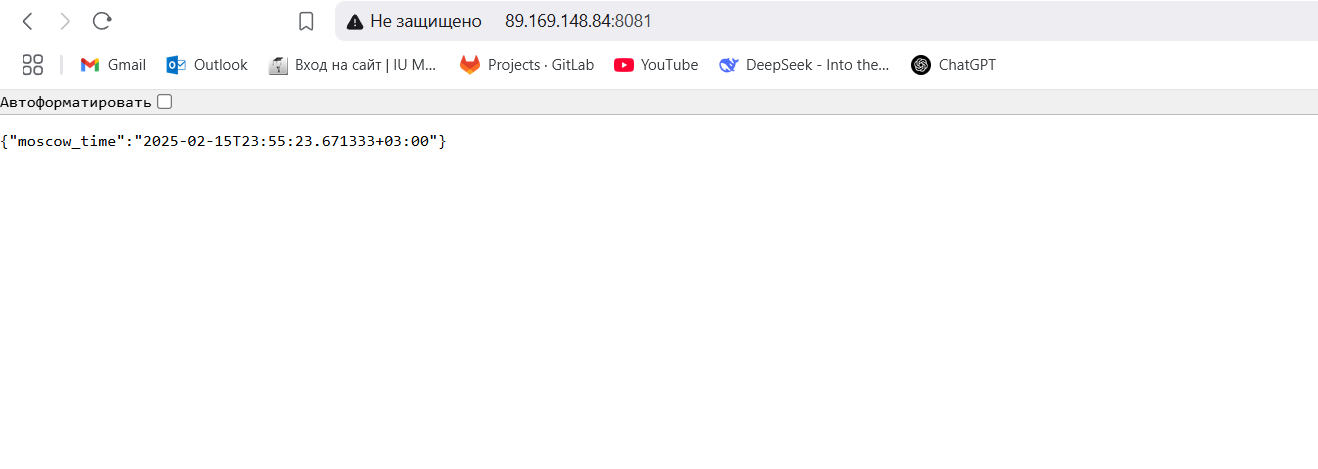 Не защищено 89.169.148.84:8081
Gmail Outlook Вход на сайт | IU M... Projects · GitLab YouTube DeepSeek - Into the... ChatGPT
Автоформатировать
{"moscow_time":"2025-02-15T23:55:23.671333+03:00"}